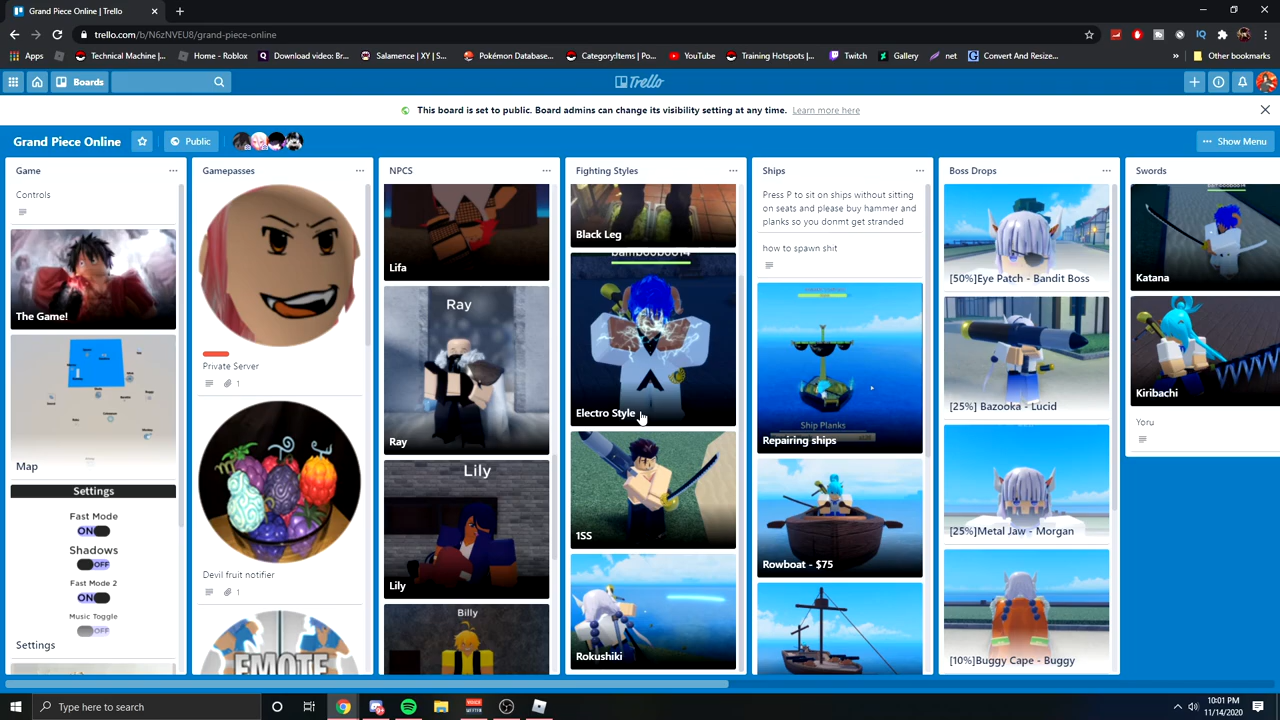 Grand Piece Online | Trello
trello.com/b/N6zNVEU8/grand-piece-online
Apps
Technical Machine |...
Home - Roblox
Download video: Br...
Salamence | XY | S...
Pokémon Database...
CategoryItems | Po...
YouTube
Training Hotspots |...
Twitch
Gallery
net
Convert And Resize...
»
Other bookmarks
Boards
Trello
This board is set to public. Board admins can change its visibility setting at any time. Learn more here
Grand Piece Online
Public
Show Menu
Game
Controls
The Game!
Map
Settings
Fast Mode
ON
Shadows
OFF
Fast Mode 2
ON
Music Toggle
OFF
Settings
Gamepasses
Private Server
1
Devil fruit notifier
1
EMOTE
NPCS
Lifa
Ray
Ray
Lily
Lily
Billy
Fighting Styles
Black Leg
bamboobooo14
Electro Style
1SS
Rokushiki
Ships
Press P to sit on ships without sitting
on seats and please buy hammer and
planks so you donmt get stranded
how to spawn shit
Ship Planks
Repairing ships
Rowboat - $75
Boss Drops
[50%]Eye Patch - Bandit Boss
[25%] Bazooka - Lucid
[25%]Metal Jaw - Morgan
[10%]Buggy Cape - Buggy
Swords
Katana
Kiribachi
Yoru
Type here to search
10:01 PM
11/14/2020